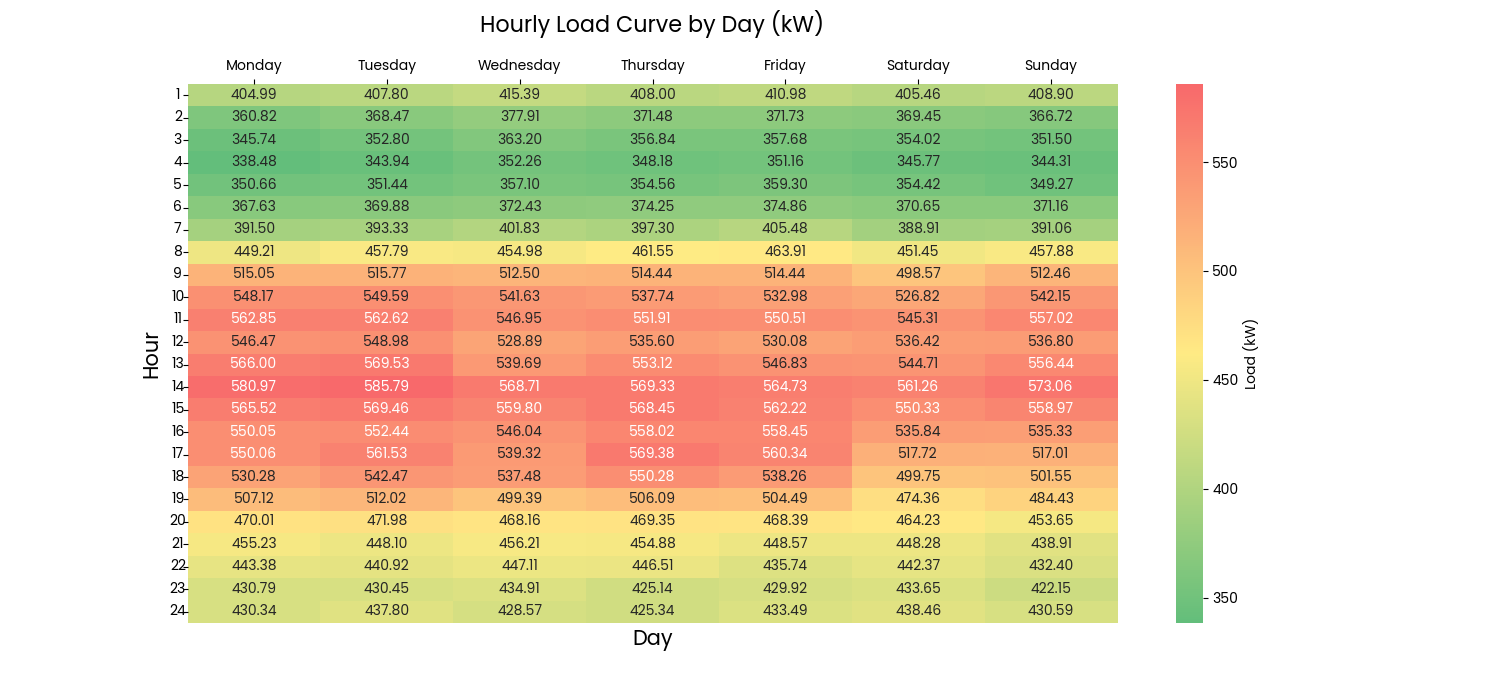 Hourly Load Curve by Day (kW)
Monday Tuesday Wednesday Thursday Friday Saturday Sunday
1 404.99 407.80 415.39 408.00 410.98 405.46 408.90
2 360.82 368.47 377.91 371.48 371.73 369.45 366.72
3 345.74 352.80 363.20 356.84 357.68 354.02 351.50
4 338.48 343.94 352.26 348.18 351.16 345.77 344.31
5 350.66 351.44 357.10 354.56 359.30 354.42 349.27
6 367.63 369.88 372.43 374.25 374.86 370.65 371.16
7 391.50 393.33 401.83 397.30 405.48 388.91 391.06
8 449.21 457.79 454.98 461.55 463.91 451.45 457.88
9 515.05 515.77 512.50 514.44 514.44 498.57 512.46
10 548.17 549.59 541.63 537.74 532.98 526.82 542.15
11 562.85 562.62 546.95 551.91 550.51 545.31 557.02
12 546.47 548.98 528.89 535.60 530.08 536.42 536.80
13 566.00 569.53 539.69 553.12 546.83 544.71 556.44
14 580.97 585.79 568.71 569.33 564.73 561.26 573.06
15 565.52 569.46 559.80 568.45 562.22 550.33 558.97
16 550.05 552.44 546.04 558.02 558.45 535.84 535.33
17 550.06 561.53 539.32 569.38 560.34 517.72 517.01
18 530.28 542.47 537.48 550.28 538.26 499.75 501.55
19 507.12 512.02 499.39 506.09 504.49 474.36 484.43
20 470.01 471.98 468.16 469.35 468.39 464.23 453.65
21 455.23 448.10 456.21 454.88 448.57 448.28 438.91
22 443.38 440.92 447.11 446.51 435.74 442.37 432.40
23 430.79 430.45 434.91 425.14 429.92 433.65 422.15
24 430.34 437.80 428.57 425.34 433.49 438.46 430.59
Hour
Day
550
500
450
400
350
Load (kW)